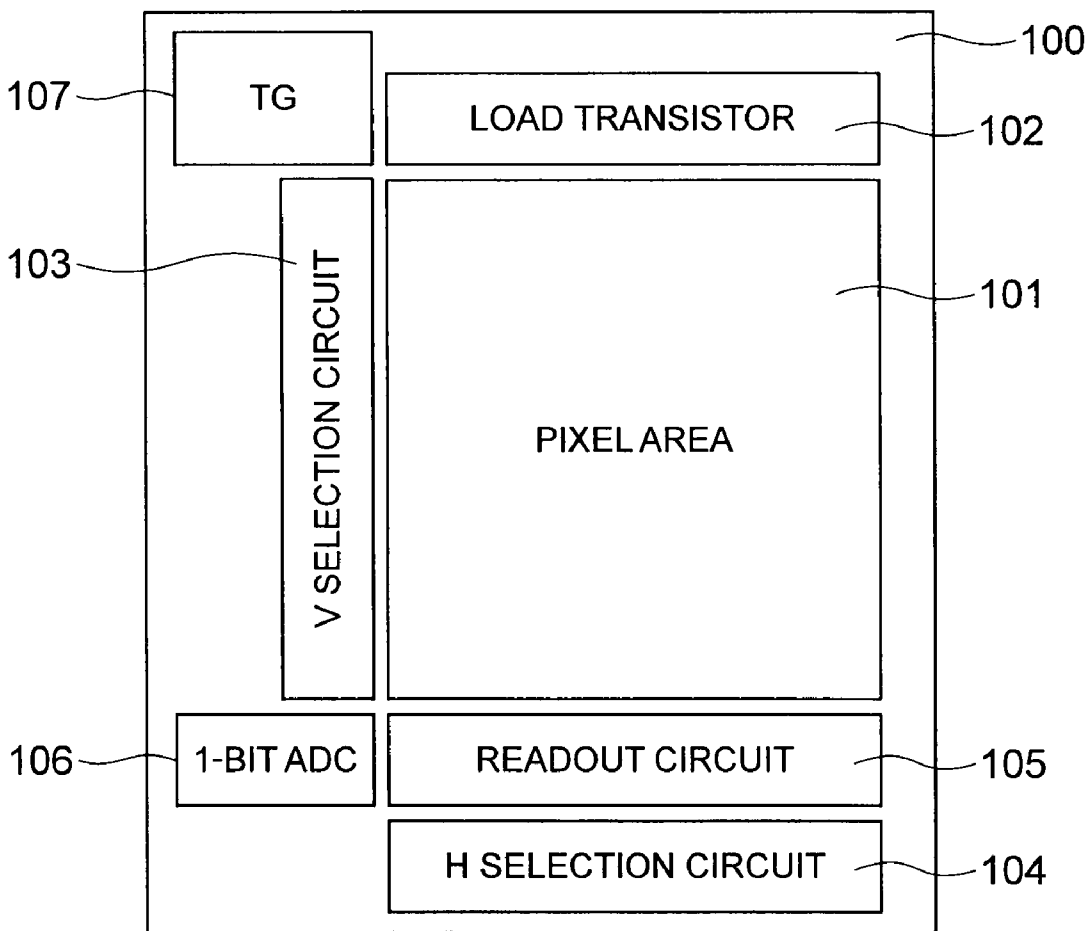 100
107
TG
LOAD TRANSISTOR
102
103
V SELECTION CIRCUIT
101
PIXEL AREA
106
1-BIT ADC
READOUT CIRCUIT
105
H SELECTION CIRCUIT
104